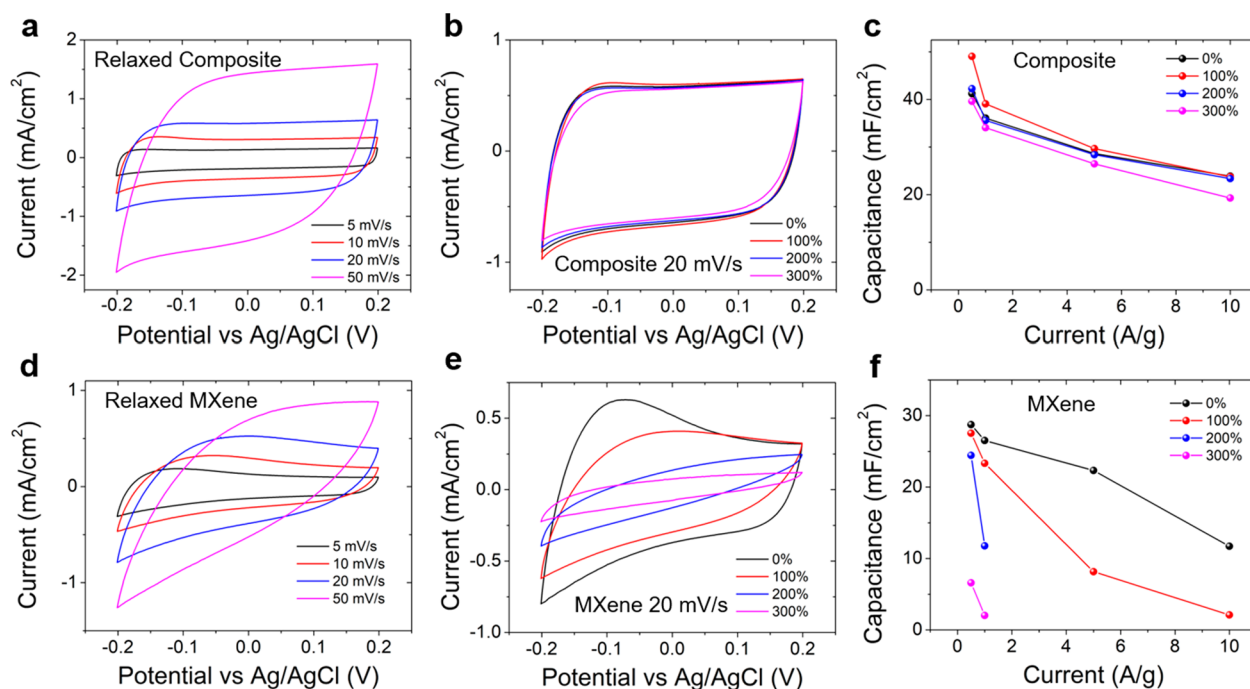 a
Relaxed Composite
2
1
0
-1
-2
Current (mA/cm²)
5 mV/s
10 mV/s
20 mV/s
50 mV/s
-0.2 -0.1 0.0 0.1 0.2
Potential vs Ag/AgCl (V)
b
1
0
-1
Current (mA/cm²)
0%
100%
200%
300%
Composite 20 mV/s
-0.2 -0.1 0.0 0.1 0.2
Potential vs Ag/AgCl (V)
c
Composite
0%
100%
200%
300%
40
20
0
Capacitance (mF/cm²)
0 2 4 6 8 10
Current (A/g)
d
Relaxed MXene
1
0
-1
Current (mA/cm²)
5 mV/s
10 mV/s
20 mV/s
50 mV/s
-0.2 -0.1 0.0 0.1 0.2
Potential vs Ag/AgCl (V)
e
0.5
0.0
-0.5
-1.0
Current (mA/cm²)
0%
100%
200%
300%
MXene 20 mV/s
-0.2 -0.1 0.0 0.1 0.2
Potential vs Ag/AgCl (V)
f
MXene
0%
100%
200%
300%
30
20
10
0
Capacitance (mF/cm²)
0 2 4 6 8 10
Current (A/g)